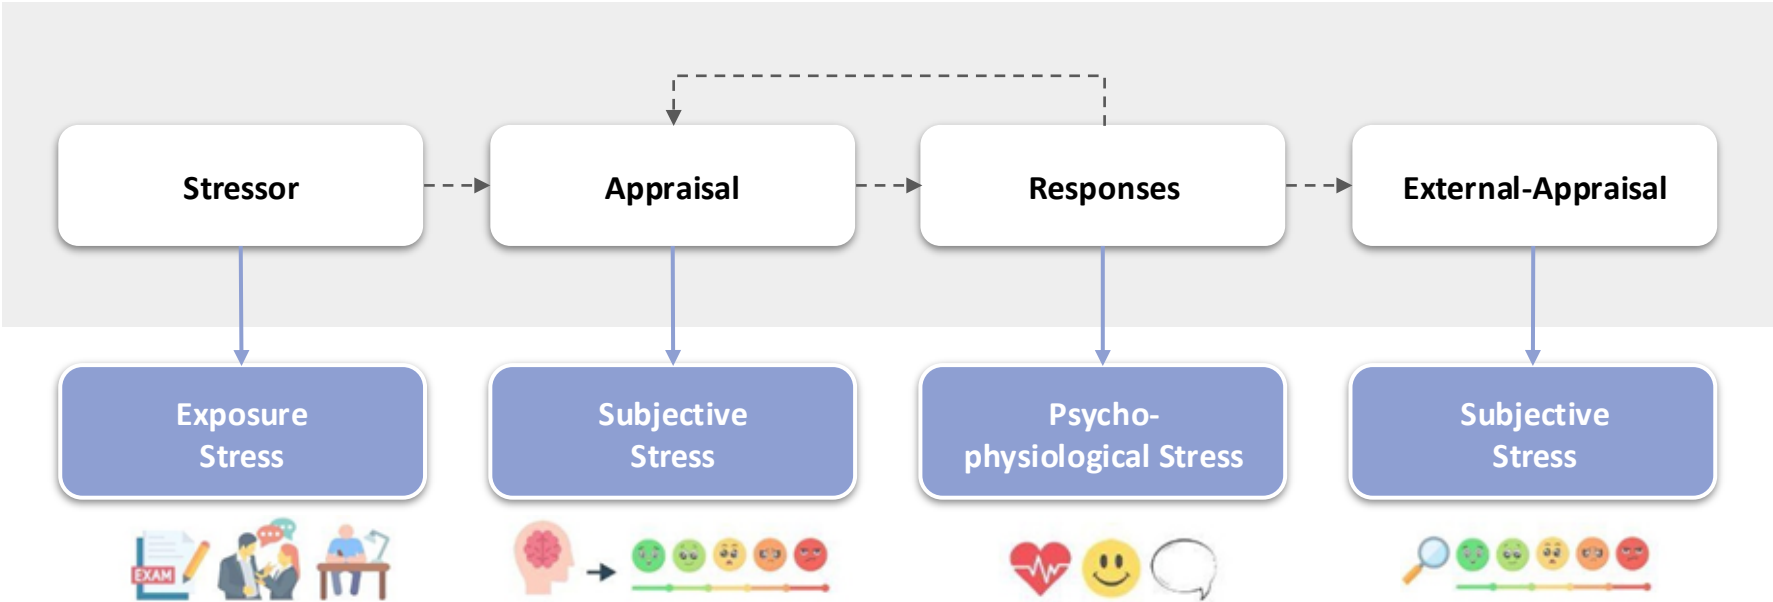 Stressor
Appraisal
Responses
External-Appraisal
Exposure
Stress
Subjective
Stress
Psycho-
physiological Stress
Subjective
Stress
EXAM